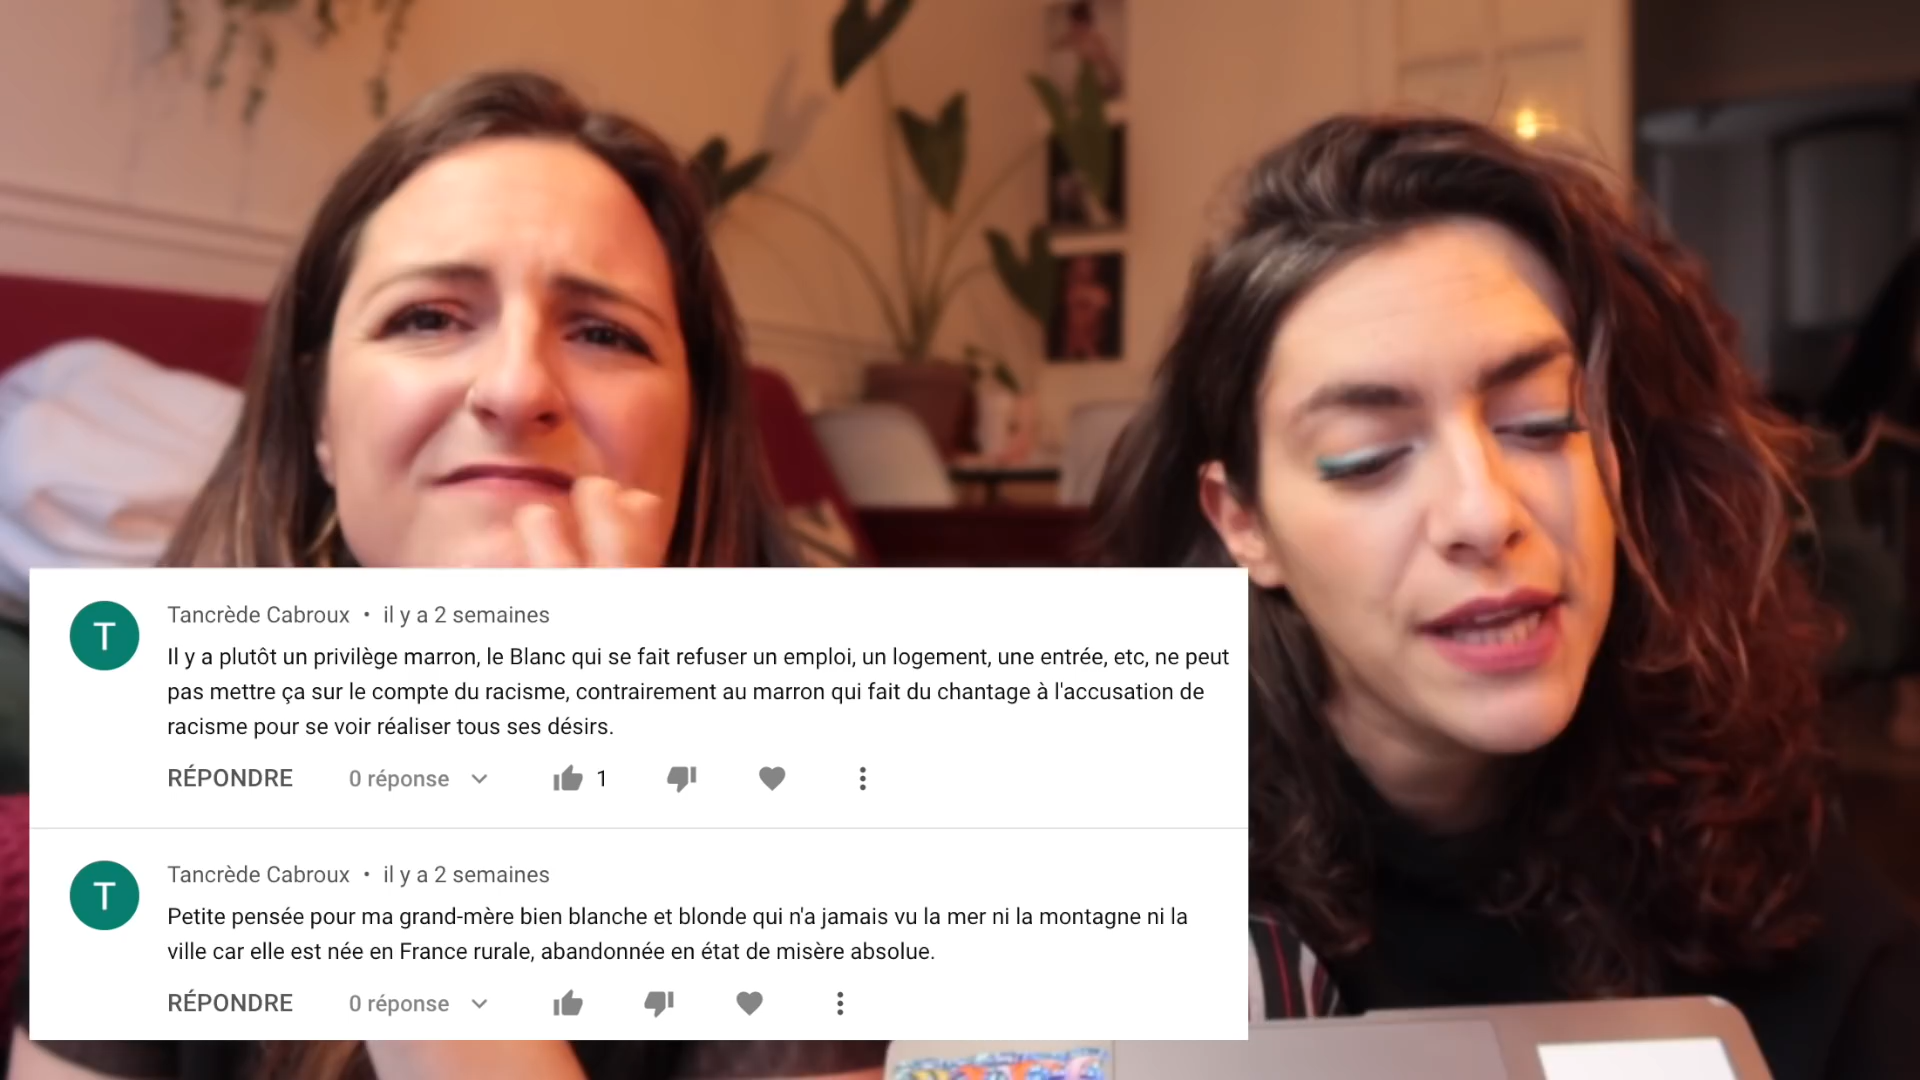 Tancrède Cabroux • il y a 2 semaines
Il y a plutôt un privilège marron, le Blanc qui se fait refuser un emploi, un logement, une entrée, etc, ne peut
pas mettre ça sur le compte du racisme, contrairement au marron qui fait du chantage à l'accusation de
racisme pour se voir réaliser tous ses désirs.
RÉPONDRE 0 réponse 1
Tancrède Cabroux • il y a 2 semaines
Petite pensée pour ma grand-mère bien blanche et blonde qui n'a jamais vu la mer ni la montagne ni la
ville car elle est née en France rurale, abandonnée en état de misère absolue.
RÉPONDRE 0 réponse
T
T